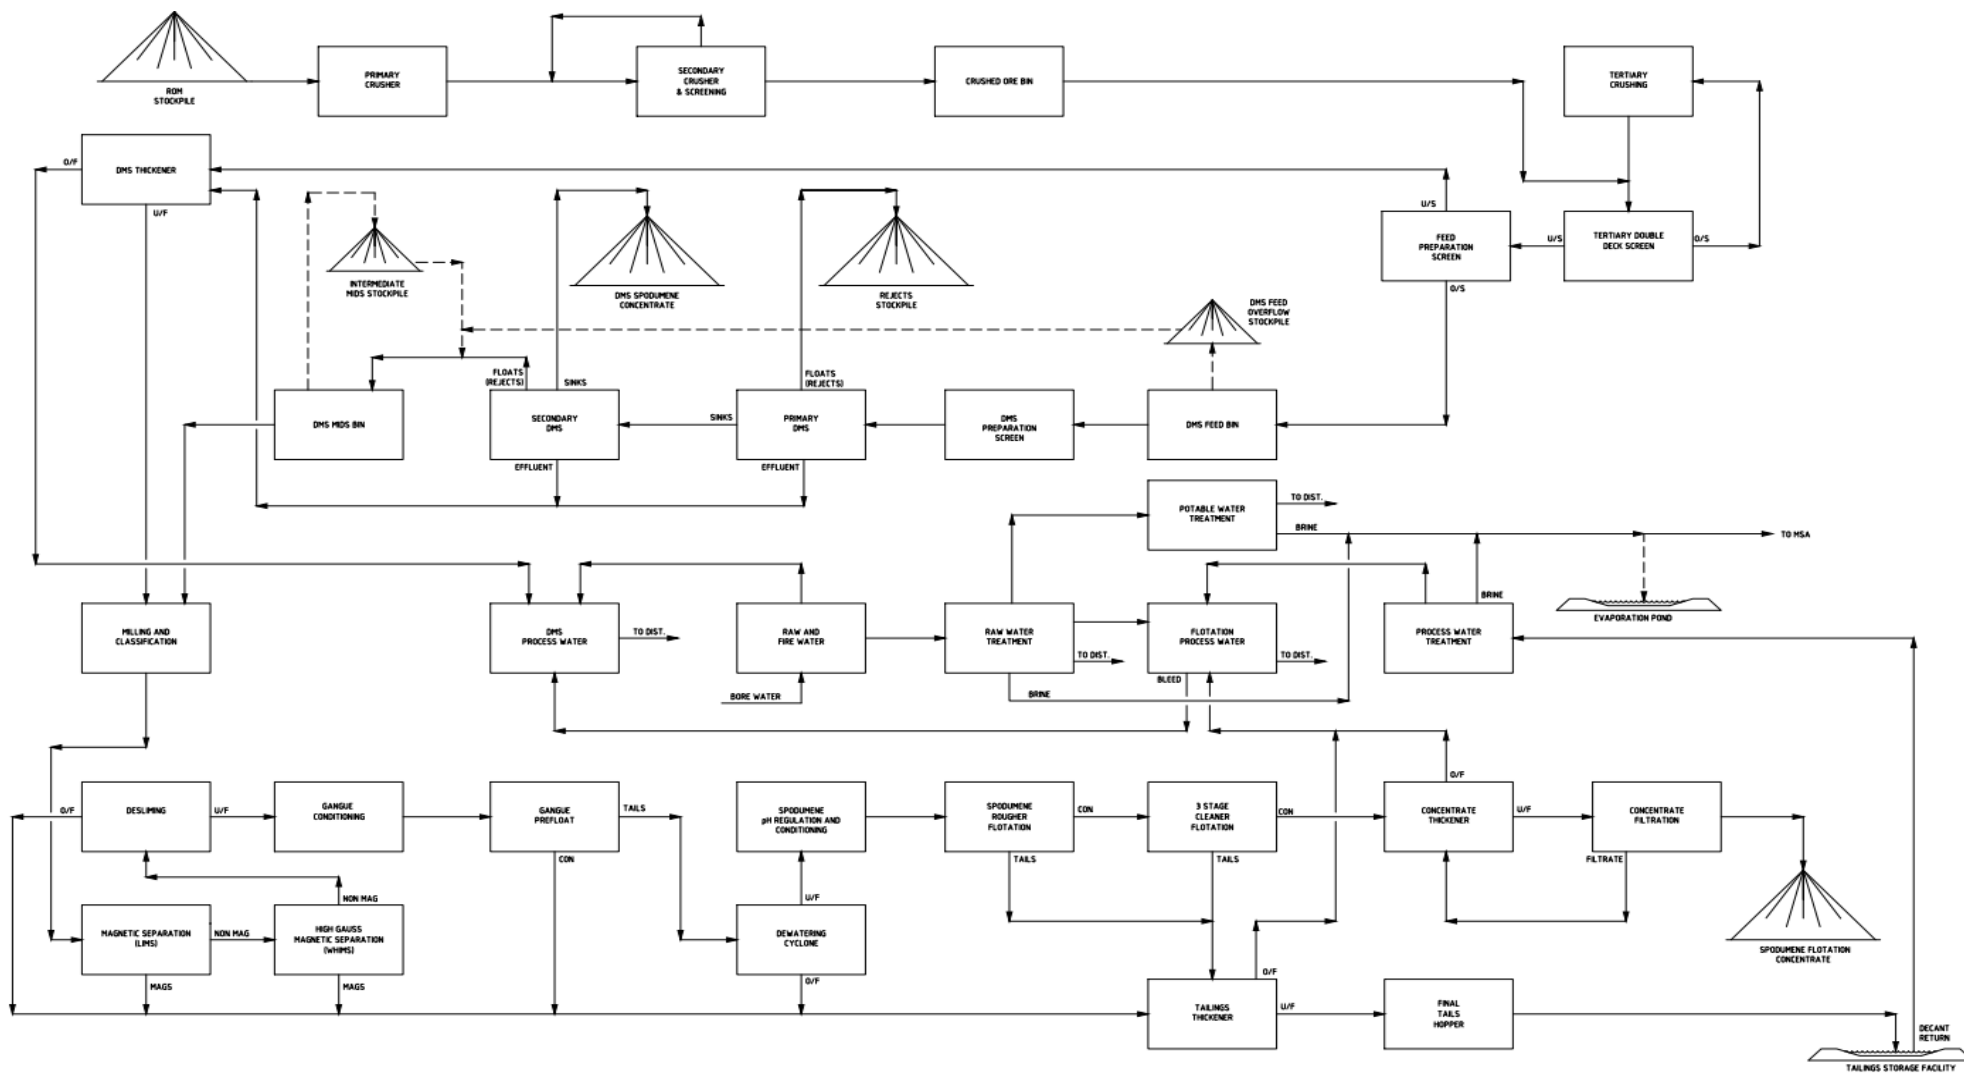 PRIMARY
CRUSHER
SECONDARY
CRUSHER
& SCREENING
CRUSHED ORE BIN
TERTIARY
CRUSHING
ROM
STOCKPILE
O/F
DMS THICKENER
U/F
U/S
FEED
PREPARATION
SCREEN
U/S
TERTIARY DOUBLE
DECK SCREEN
O/S
O/S
INTERMEDIATE
MIDS STOCKPILE
DMS SPODUMENE
CONCENTRATE
REJECTS
STOCKPILE
DMS FEED
OVERFLOW
STOCKPILE
FLOATS
(REJECTS)
SINKS
FLOATS
(REJECTS)
DMS MIDS BIN
SECONDARY
DMS
SINKS
PRIMARY
DMS
DMS
PREPARATION
SCREEN
DMS FEED BIN
EFFLUENT
EFFLUENT
POTABLE WATER
TREATMENT
TO DIST.
BRINE
TO MSA
MILLING AND
CLASSIFICATION
DMS
PROCESS WATER
TO DIST.
RAW AND
FIRE WATER
RAW WATER
TREATMENT
TO DIST.
FLOTATION
PROCESS WATER
TO DIST.
BRINE
PROCESS WATER
TREATMENT
EVAPORATION POND
BORE WATER
BRINE
BLEED
O/F
DESLIMING
U/F
GANGUE
CONDITIONING
GANGUE
PREFLOAT
TAILS
CON
SPODUMENE
pH REGULATION AND
CONDITIONING
SPODUMENE
ROUGHER
FLOTATION
CON
TAILS
3 STAGE
CLEANER
FLOTATION
CON
TAILS
O/F
CONCENTRATE
THICKENER
U/F
CONCENTRATE
FILTRATION
FILTRATE
NON MAG
U/F
MAGNETIC SEPARATION
(LIMS)
NON MAG
HIGH GAUSS
MAGNETIC SEPARATION
(WHIMS)
DEWATERING
CYCLONE
SPODUMENE FLOTATION
CONCENTRATE
MAGS
MAGS
O/F
O/F
TAILINGS
THICKENER
U/F
FINAL
TAILS
HOPPER
DECANT
RETURN
TAILINGS STORAGE FACILITY